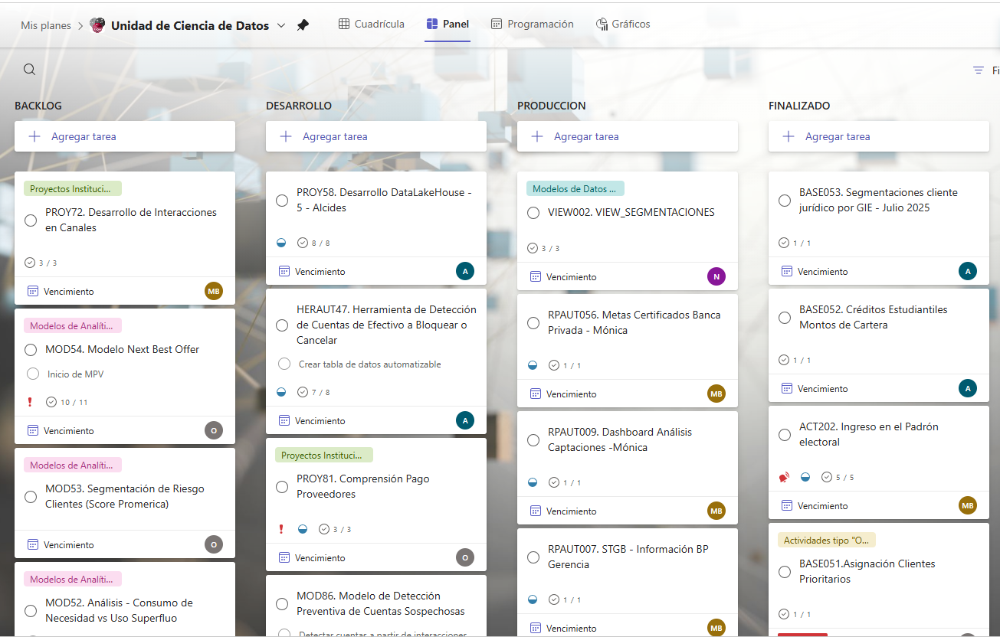 Mis planes > Unidad de Ciencia de Datos
Cuadrícula
Panel
Programación
Gráficos
Fi
BACKLOG
Agregar tarea
Proyectos Instituci...
PROY72. Desarrollo de Interacciones
en Canales
3 / 3
Vencimiento
MB
Modelos de Analíti...
MOD54. Modelo Next Best Offer
Inicio de MPV
10 / 11
Vencimiento
O
Modelos de Analíti...
MOD53. Segmentación de Riesgo
Clientes (Score Promerica)
Vencimiento
O
Modelos de Analíti...
MOD52. Análisis - Consumo de
Necesidad vs Uso Superfluo
DESARROLLO
Agregar tarea
PROY58. Desarrollo DataLakeHouse -
5 - Alcides
8 / 8
Vencimiento
A
HERAUT47. Herramienta de Detección
de Cuentas de Efectivo a Bloquear o
Cancelar
Crear tabla de datos automatizable
7 / 8
Vencimiento
A
Proyectos Instituci...
PROY81. Comprensión Pago
Proveedores
3 / 3
Vencimiento
O
MOD86. Modelo de Detección
Preventiva de Cuentas Sospechosas
Detectar cuentas a partir de interacciones
PRODUCCION
Agregar tarea
Modelos de Datos ...
VIEW002. VIEW_SEGMENTACIONES
3 / 3
Vencimiento
N
RPAUT056. Metas Certificados Banca
Privada - Mónica
1 / 1
Vencimiento
MB
RPAUT009. Dashboard Análisis
Captaciones -Mónica
1 / 1
Vencimiento
MB
RPAUT007. STGB - Información BP
Gerencia
1 / 1
Vencimiento
MB
FINALIZADO
Agregar tarea
BASE053. Segmentaciones cliente
jurídico por GIE - Julio 2025
1 / 1
Vencimiento
A
BASE052. Créditos Estudiantiles
Montos de Cartera
1 / 1
Vencimiento
A
ACT202. Ingreso en el Padrón
electoral
5 / 5
Vencimiento
MB
Actividades tipo "O...
BASE051.Asignación Clientes
Prioritarios
1 / 1